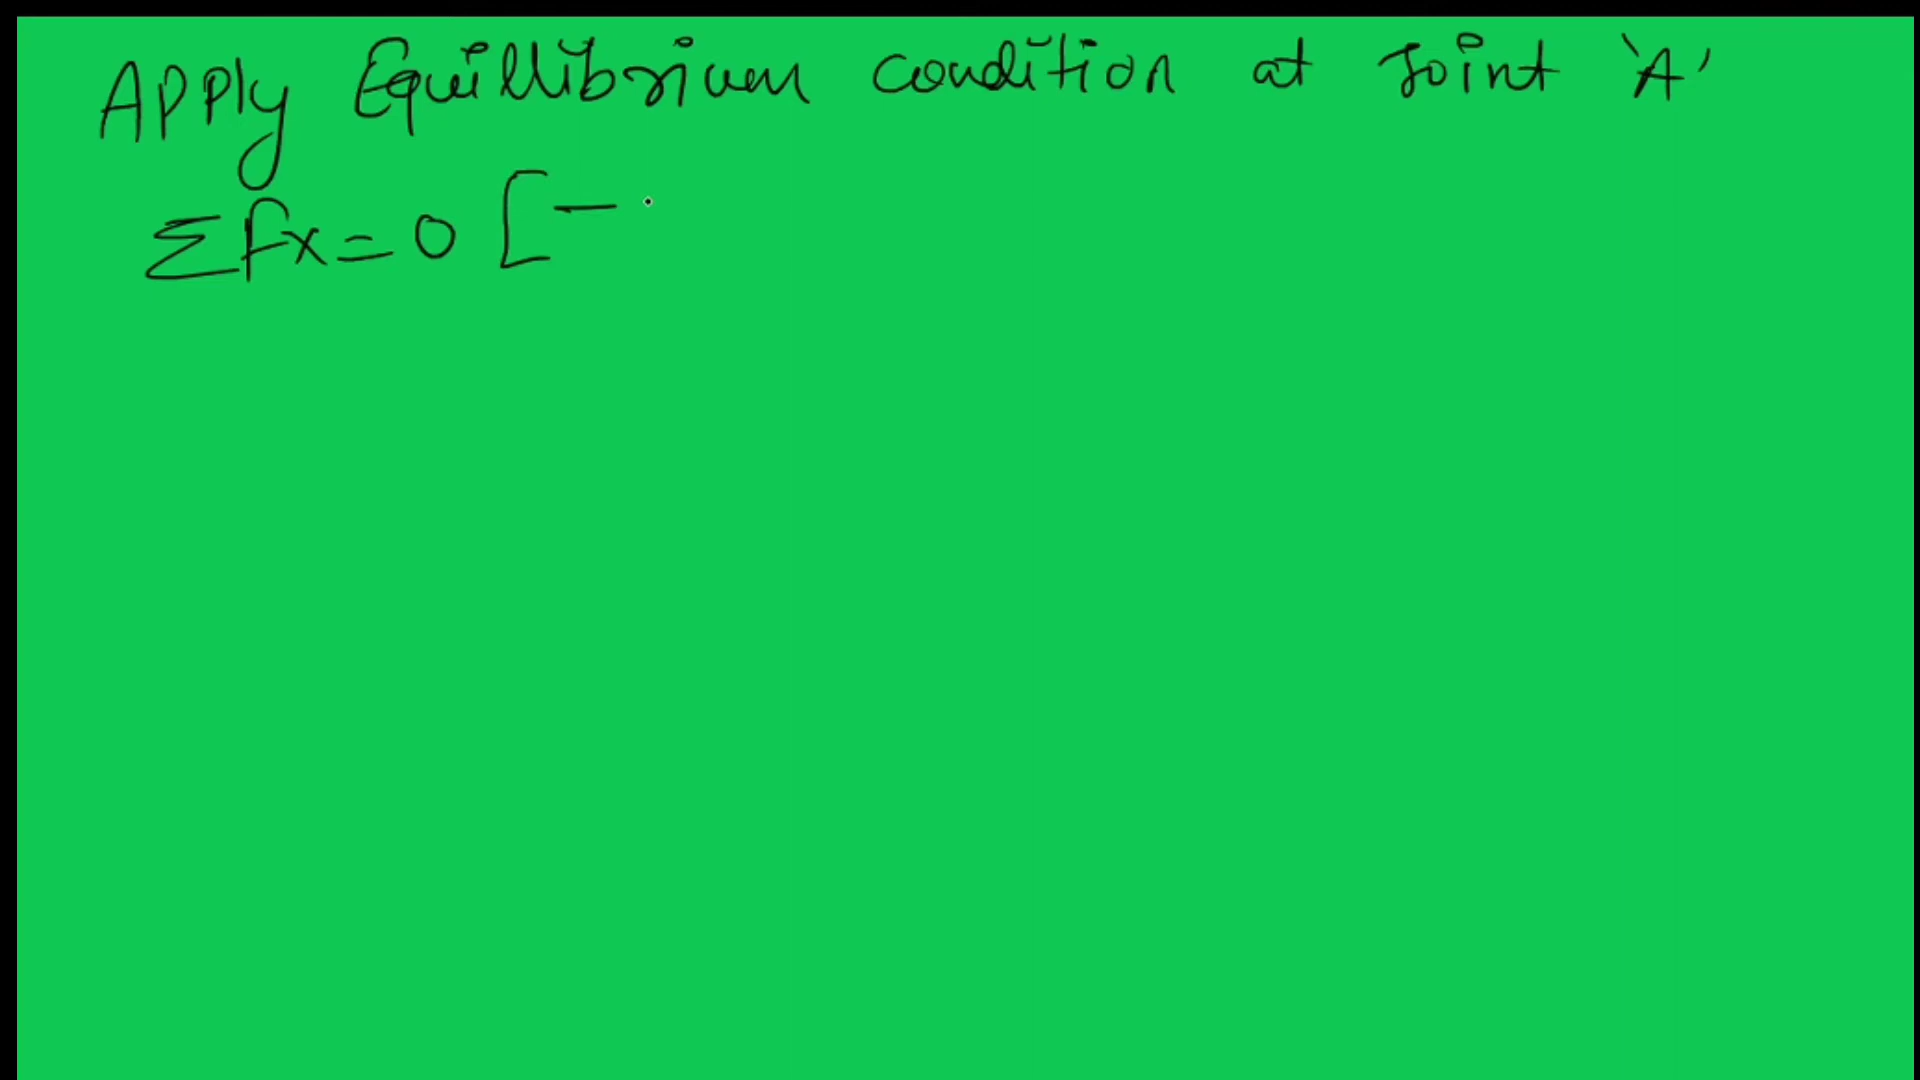 Apply Equillibrium condition at Joint 'A'
Σfx=0 [-